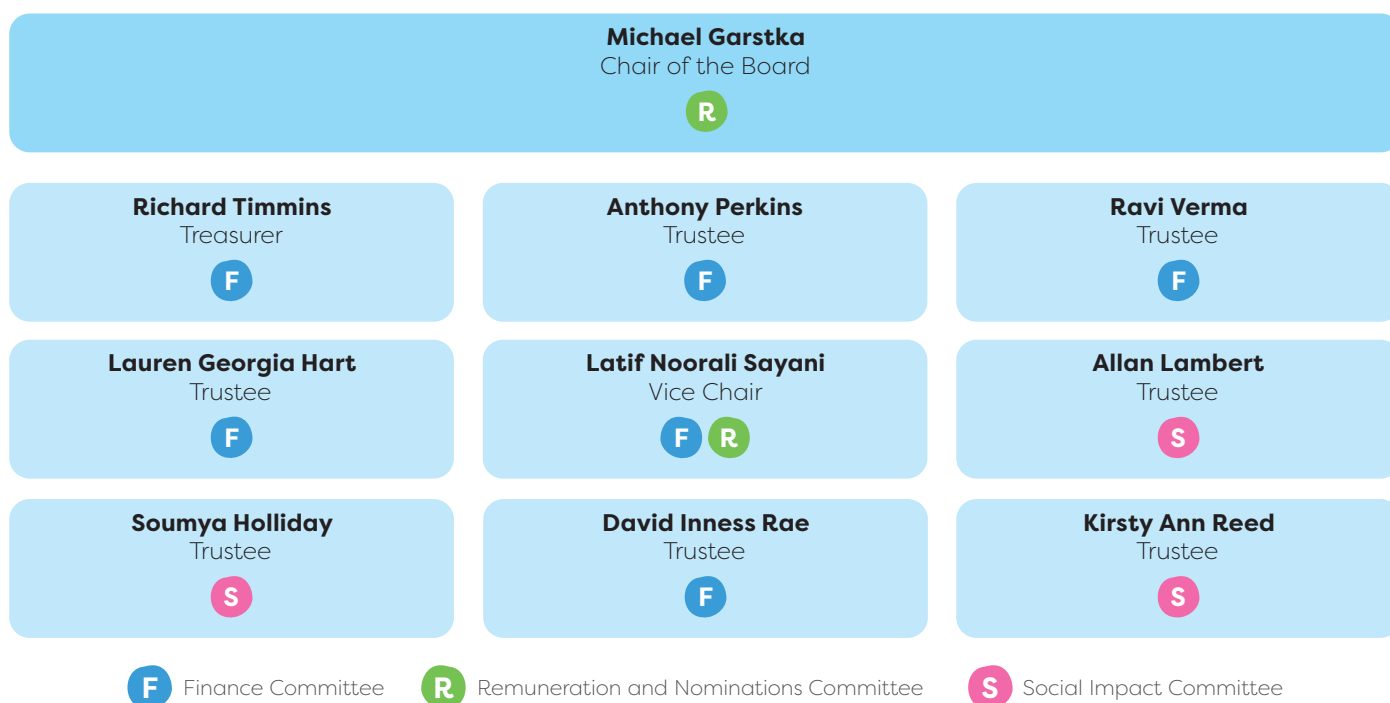 Michael Garstka
Chair of the Board
R
Richard Timmins
Treasurer
F
Anthony Perkins
Trustee
F
Ravi Verma
Trustee
F
Lauren Georgia Hart
Trustee
F
Latif Noorali Sayani
Vice Chair
F R
Allan Lambert
Trustee
S
Soumya Holliday
Trustee
S
David Inness Rae
Trustee
F
Kirsty Ann Reed
Trustee
S
F Finance Committee R Remuneration and Nominations Committee S Social Impact Committee